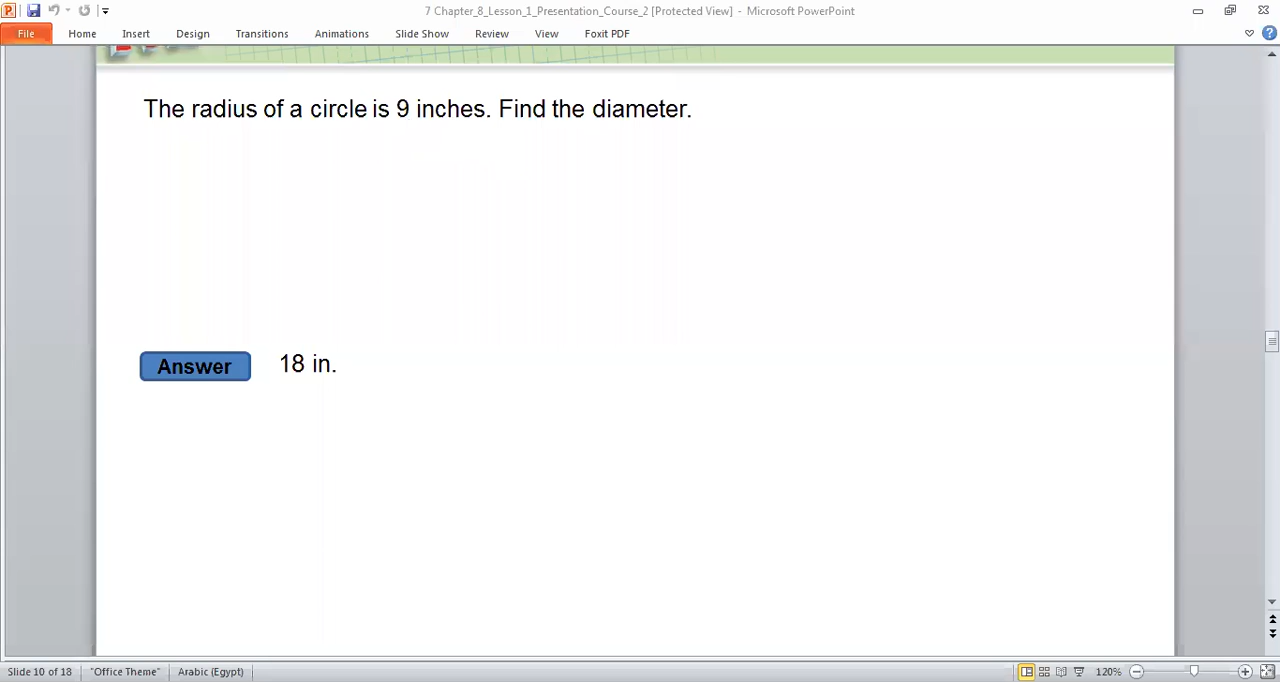 7 Chapter_8_Lesson_1_Presentation_Course_2 [Protected View] - Microsoft PowerPoint
File Home Insert Design Transitions Animations Slide Show Review View Foxit PDF
The radius of a circle is 9 inches. Find the diameter.
Answer 18 in.
Slide 10 of 18 "Office Theme" Arabic (Egypt) 120%